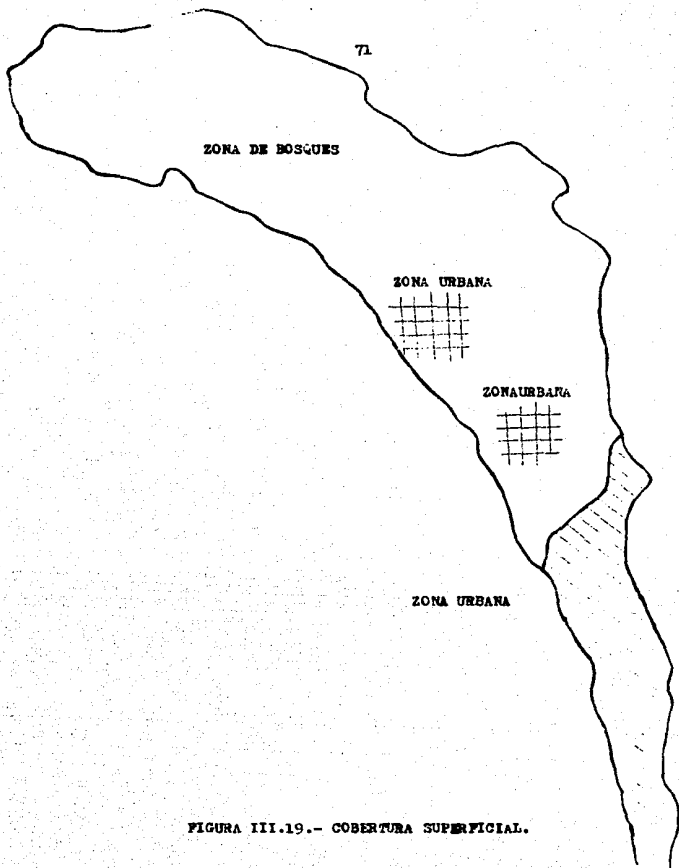 71
ZONA DE BOSQUES
ZONA URBANA
ZONAURBANA
ZONA URBANA
FIGURA III.19.- COBERTURA SUPERFICIAL.